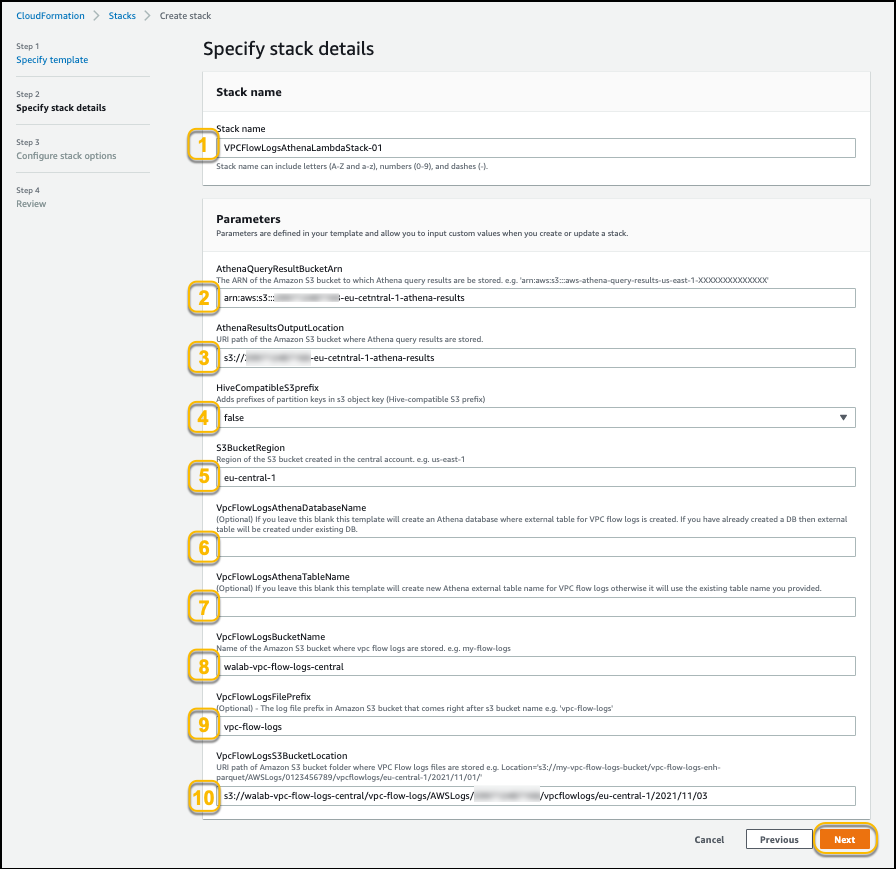 CloudFormation > Stacks > Create stack
Step 1
Specify template
Step 2
Specify stack details
Step 3
Configure stack options
Step 4
Review
Specify stack details
Stack name
Stack name
1 VPCFlowLogsAthenaLambdaStack-01
Stack name can include letters (A-Z and a-z), numbers (0-9), and dashes (-).
Parameters
Parameters are defined in your template and allow you to input custom values when you create or update a stack.
AthenaQueryResultBucketArn
The ARN of the Amazon S3 bucket to which Athena query results are be stored. e.g. 'arn:aws:s3:::aws-athena-query-results-us-east-1-XXXXXXXXXXXXXX'
2 arn:aws:s3::: -eu-cetntral-1-athena-results
AthenaResultsOutputLocation
URI path of the Amazon S3 bucket where Athena query results are stored.
3 s3:// -eu-cetntral-1-athena-results
HiveCompatibleS3prefix
Adds prefixes of partition keys in s3 object key (Hive-compatible S3 prefix)
4 false
S3BucketRegion
Region of the S3 bucket created in the central account. e.g. us-east-1
5 eu-central-1
VpcFlowLogsAthenaDatabaseName
(Optional) If you leave this blank this template will create an Athena database where external table for VPC flow logs is created. If you have already created a DB then external
table will be created under existing DB.
6
VpcFlowLogsAthenaTableName
(Optional) If you leave this blank this template will create new Athena external table name for VPC flow logs otherwise it will use the existing table name you provided.
7
VpcFlowLogsBucketName
Name of the Amazon S3 bucket where vpc flow logs are stored. e.g. my-flow-logs
8 walab-vpc-flow-logs-central
VpcFlowLogsFilePrefix
(Optional) - The log file prefix in Amazon S3 bucket that comes right after s3 bucket name e.g. 'vpc-flow-logs'
9 vpc-flow-logs
VpcFlowLogsS3BucketLocation
URI path of Amazon S3 bucket folder where VPC Flow logs files are stored e.g. Location='s3://my-vpc-flow-logs-bucket/vpc-flow-logs-enh-
parquet/AWSLogs/0123456789/vpcflowlogs/eu-central-1/2021/11/01/'
10 s3://walab-vpc-flow-logs-central/vpc-flow-logs/AWSLogs/ /vpcflowlogs/eu-central-1/2021/11/03
Cancel Previous Next